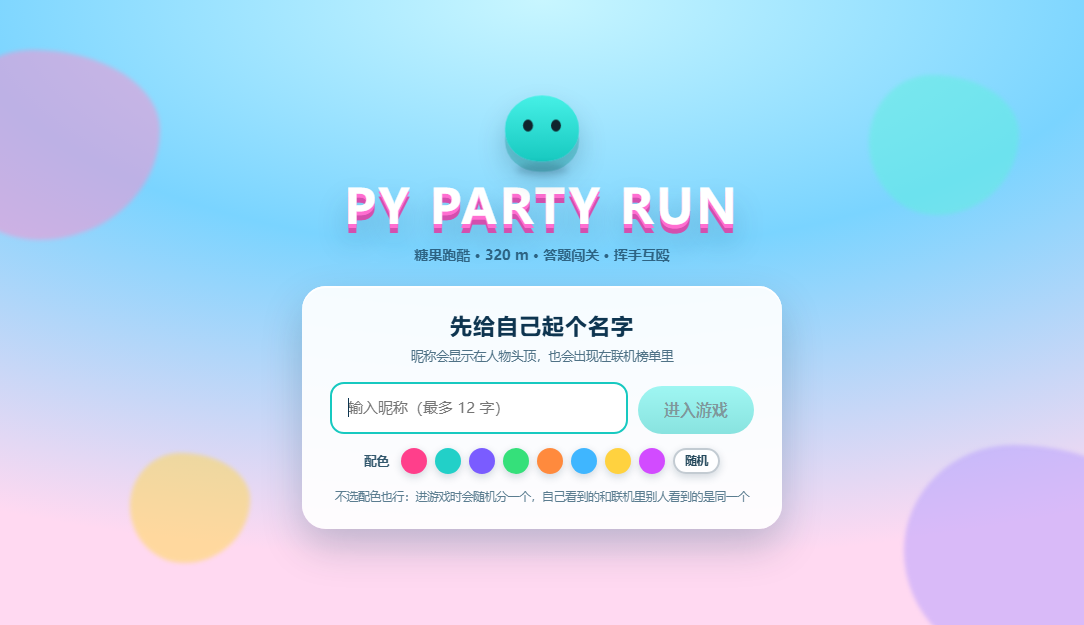 PY PARTY RUN
糖果跑酷 • 320 m • 答题闯关 • 挥手互殴
先给自己起个名字
昵称会显示在人物头顶，也会出现在联机榜单里
输入昵称（最多 12 字）
进入游戏
配色
随机
不选配色也行：进游戏时会随机分一个，自己看到的和联机里别人看到的是同一个